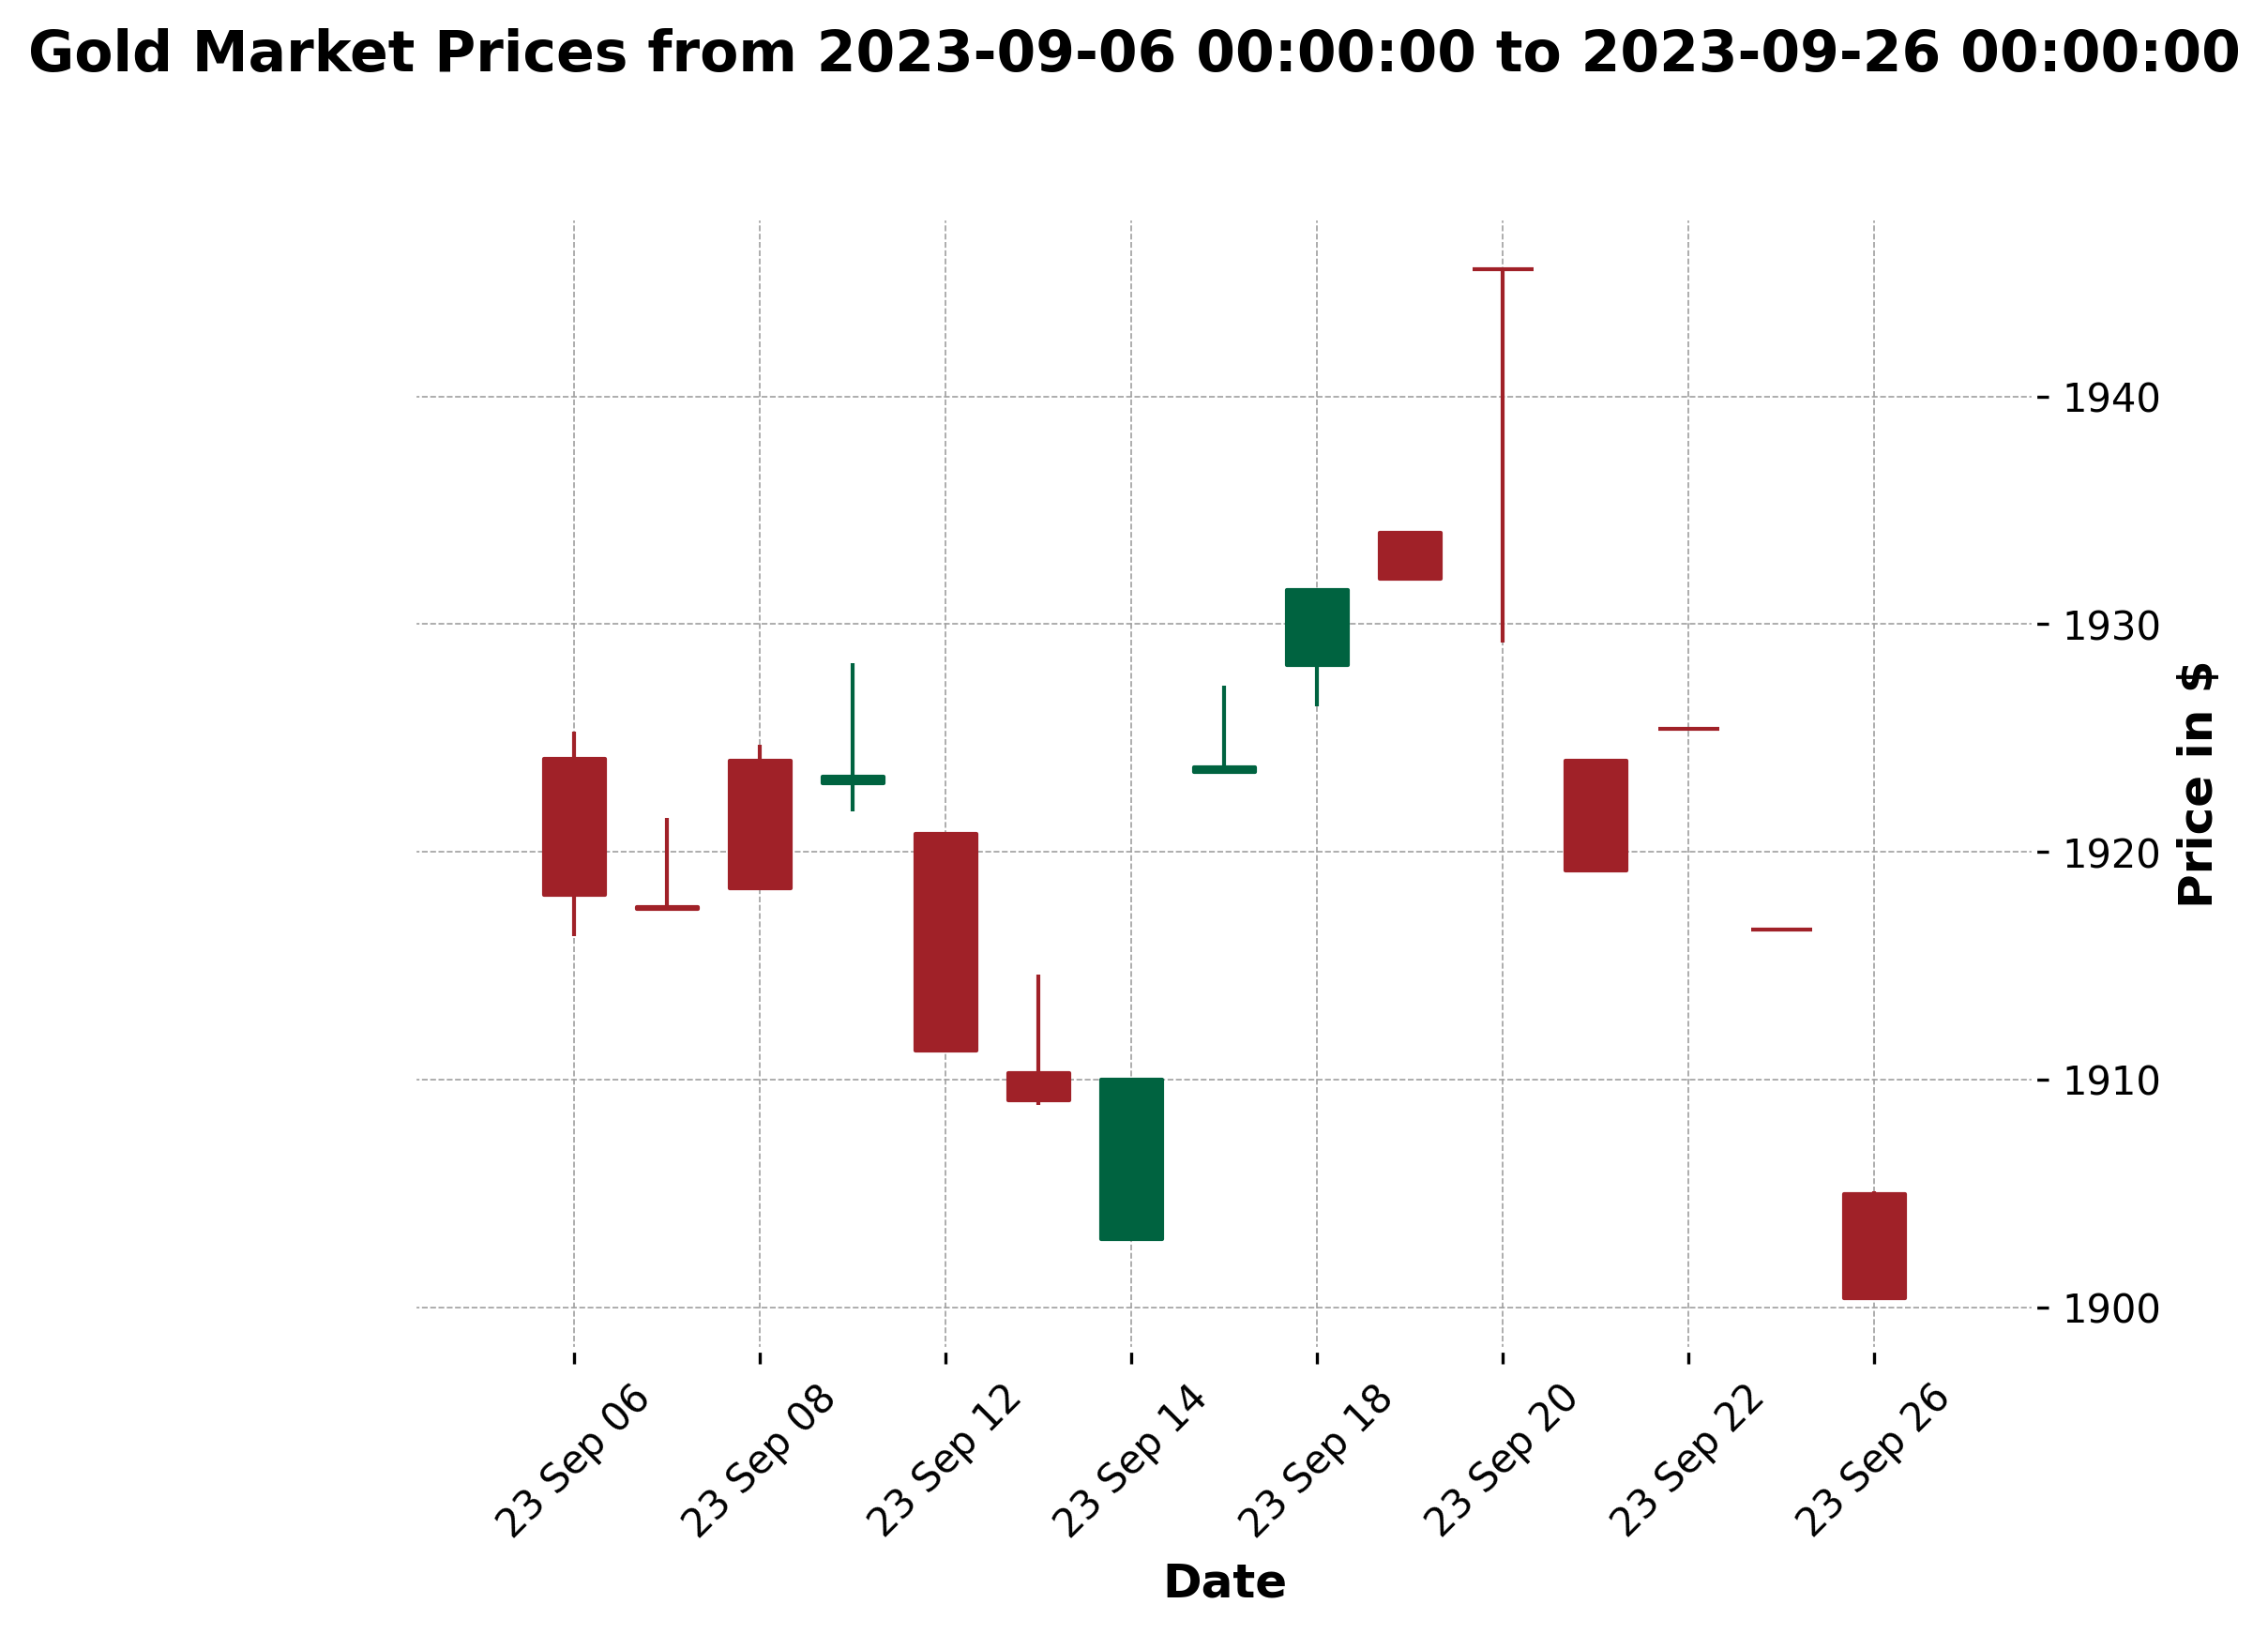 Gold Market Prices from 2023-09-06 00:00:00 to 2023-09-26 00:00:00
1940
1930
1920
1910
1900
Price in $
23 Sep 06
23 Sep 08
23 Sep 12
23 Sep 14
23 Sep 18
23 Sep 20
23 Sep 22
23 Sep 26
Date